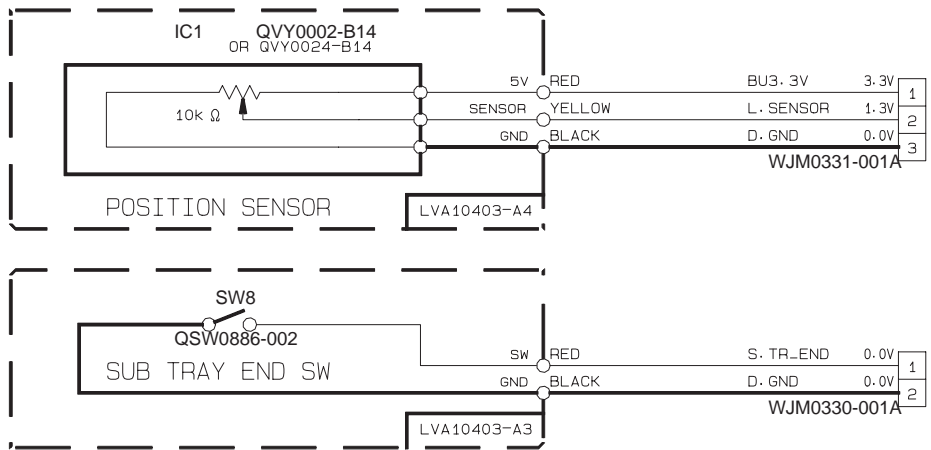 IC1 QVY0002-B14
OR QVY0024-B14
5V RED BU3.3V 3.3V 1
10k Ω SENSOR YELLOW L.SENSOR 1.3V 2
GND BLACK D.GND 0.0V 3
WJM0331-001A
POSITION SENSOR LVA10403-A4
SW8
QSW0886-002
SW RED S.TR_END 0.0V 1
SUB TRAY END SW
GND BLACK D.GND 0.0V 2
WJM0330-001A
LVA10403-A3